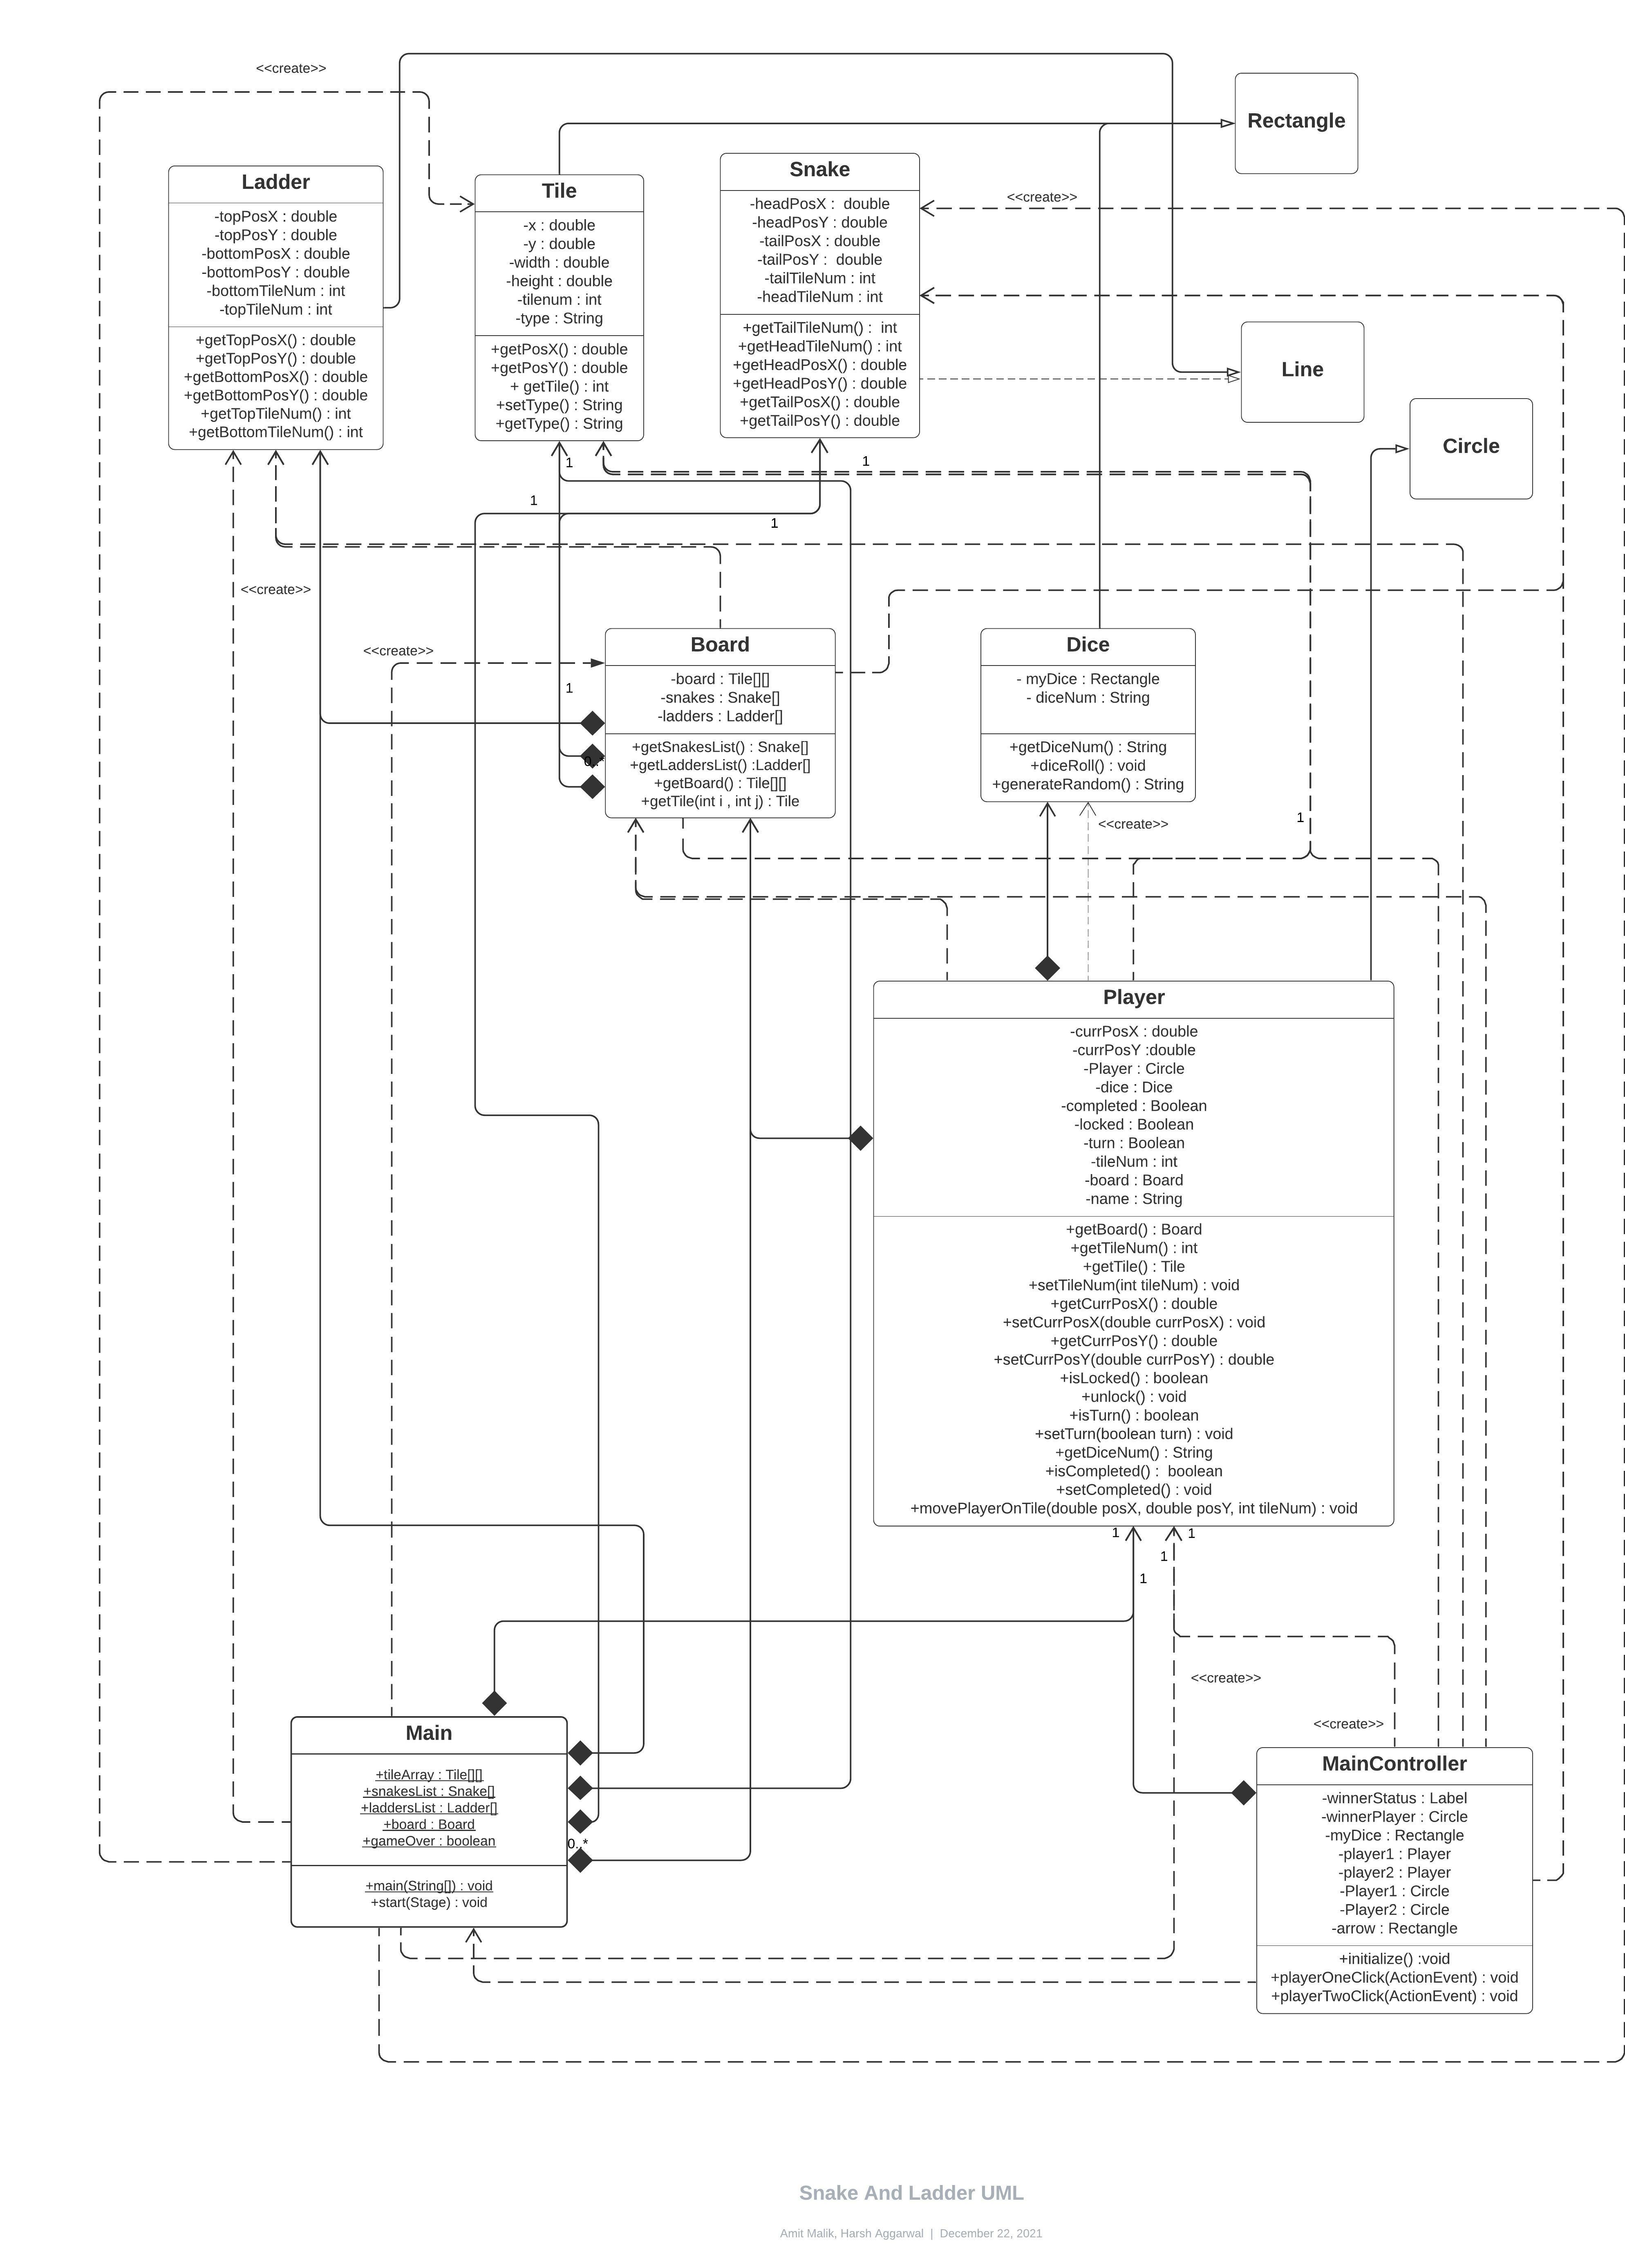 <<create>>
Rectangle
Ladder
-topPosX : double
-topPosY : double
-bottomPosX : double
-bottomPosY : double
-bottomTileNum : int
-topTileNum : int
+getTopPosX() : double
+getTopPosY() : double
+getBottomPosX() : double
+getBottomPosY() : double
+getTopTileNum() : int
+getBottomTileNum() : int
Tile
-x : double
-y : double
-width : double
-height : double
-tilenum : int
-type : String
+getPosX() : double
+getPosY() : double
+ getTile() : int
+setType() : String
+getType() : String
Snake
-headPosX :  double
-headPosY : double
-tailPosX : double
-tailPosY :  double
-tailTileNum : int
-headTileNum : int
+getTailTileNum() :  int
+getHeadTileNum() : int
+getHeadPosX() : double
+getHeadPosY() : double
+getTailPosX() : double
+getTailPosY() : double
<<create>>
Line
Circle
1
1
1
1
<<create>>
<<create>>
1
Board
-board : Tile[][]
-snakes : Snake[]
-ladders : Ladder[]
+getSnakesList() : Snake[]
+getLaddersList() :Ladder[]
+getBoard() : Tile[][]
+getTile(int i , int j) : Tile
0..*
Dice
- myDice : Rectangle
- diceNum : String
+getDiceNum() : String
+diceRoll() : void
+generateRandom() : String
<<create>>
1
Player
-currPosX : double
-currPosY :double
-Player : Circle
-dice : Dice
-completed : Boolean
-locked : Boolean
-turn : Boolean
-tileNum : int
-board : Board
-name : String
+getBoard() : Board
+getTileNum() : int
+getTile() : Tile
+setTileNum(int tileNum) : void
+getCurrPosX() : double
+setCurrPosX(double currPosX) : void
+getCurrPosY() : double
+setCurrPosY(double currPosY) : double
+isLocked() : boolean
+unlock() : void
+isTurn() : boolean
+setTurn(boolean turn) : void
+getDiceNum() : String
+isCompleted() :  boolean
+setCompleted() : void
+movePlayerOnTile(double posX, double posY, int tileNum) : void
1
1
1
1
<<create>>
<<create>>
Main
+tileArray : Tile[][]
+snakesList : Snake[]
+laddersList : Ladder[]
+board : Board
+gameOver : boolean
+main(String[]) : void
+start(Stage) : void
0..*
MainController
-winnerStatus : Label
-winnerPlayer : Circle
-myDice : Rectangle
-player1 : Player
-player2 : Player
-Player1 : Circle
-Player2 : Circle
-arrow : Rectangle
+initialize() :void
+playerOneClick(ActionEvent) : void
+playerTwoClick(ActionEvent) : void
Snake And Ladder UML
Amit Malik, Harsh Aggarwal  |  December 22, 2021